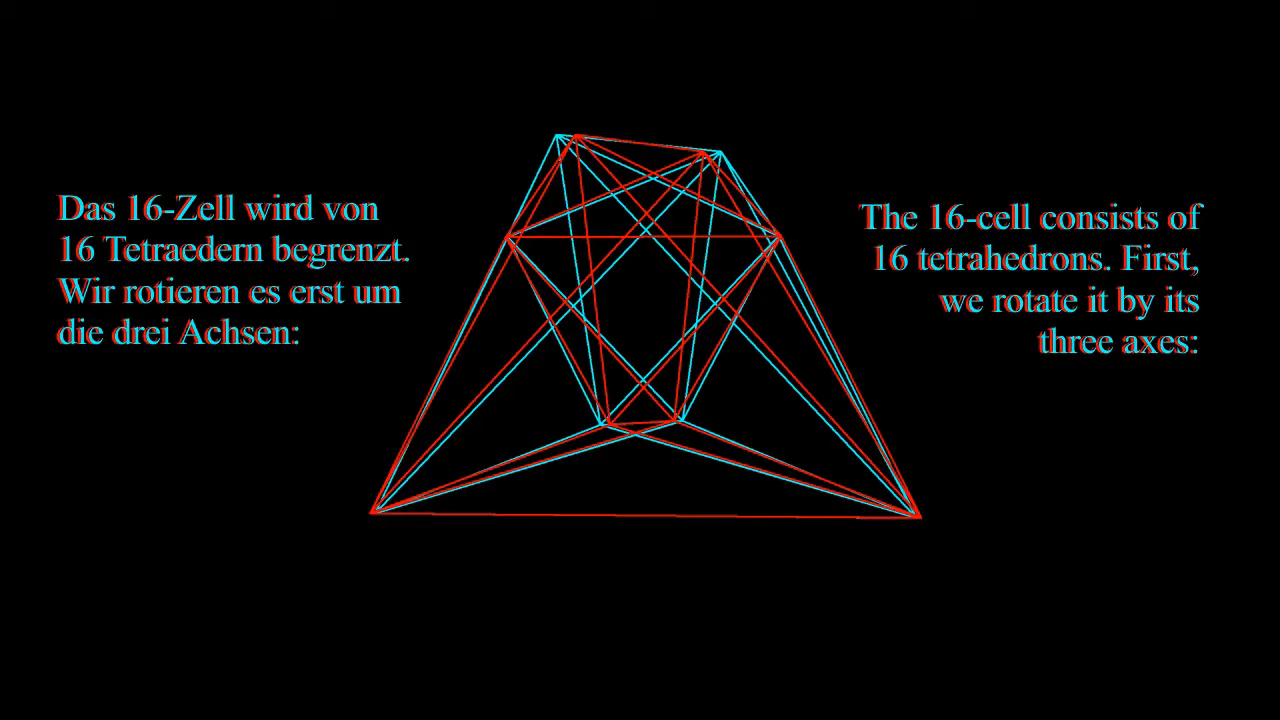 Das 16-Zell wird von
16 Tetraedern begrenzt.
Wir rotieren es erst um
die drei Achsen:
The 16-cell consists of
16 tetrahedrons. First,
we rotate it by its
three axes: